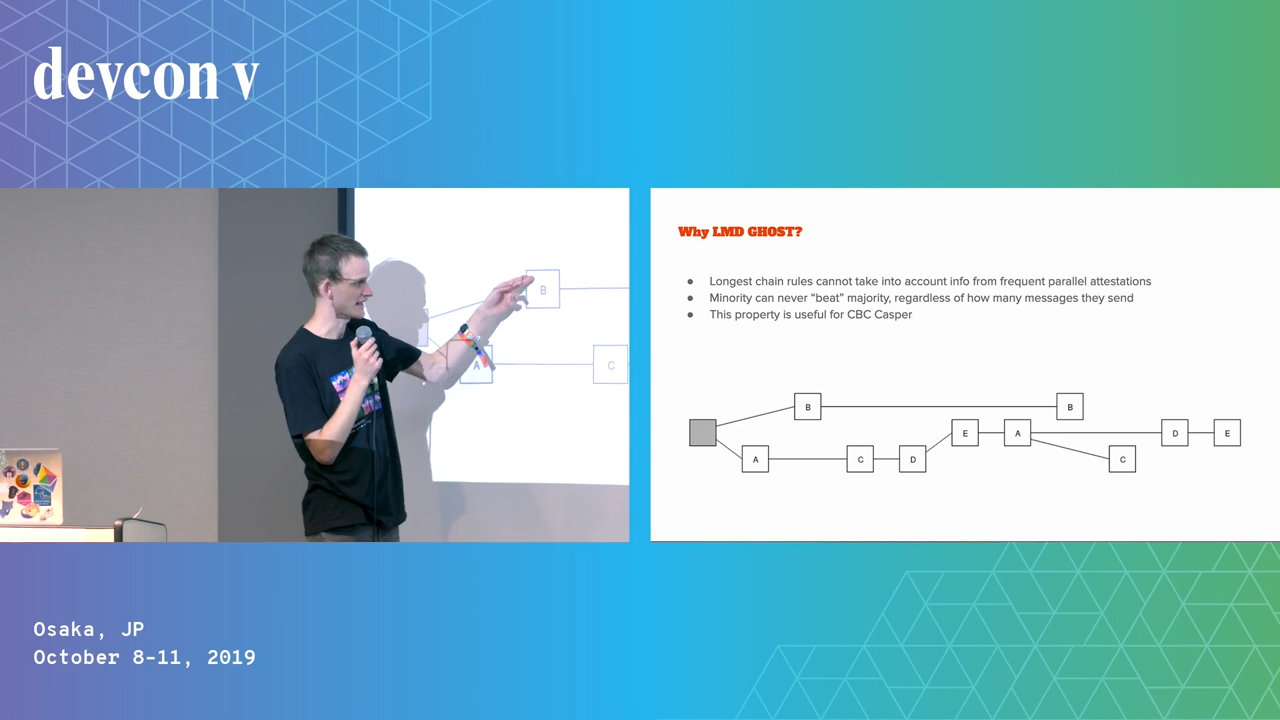 devcon v
B
A
C
Why LMD GHOST?
● Longest chain rules cannot take into account info from frequent parallel attestations
● Minority can never “beat” majority, regardless of how many messages they send
● This property is useful for CBC Casper
B
B
E
A
D
E
A
C
D
C
Osaka, JP
October 8-11, 2019